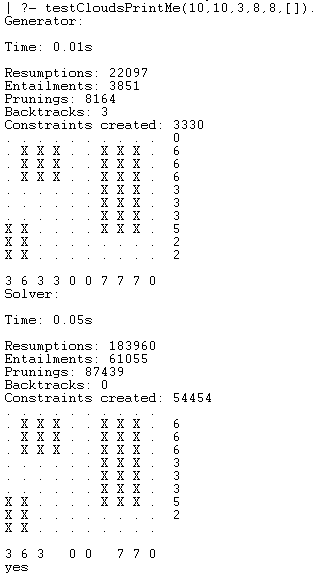 | ?- testCloudsPrintMe(10,10,3,8,8,[]).
Generator:
Time: 0.01s
Resumptions: 22097
Entailments: 3851
Prunings: 8164
Backtracks: 3
Constraints created: 3330
. . . . . . . . . .  0
. X X X . . X X X .  6
. X X X . . X X X .  6
. X X X . . X X X .  6
. . . . . . X X X .  3
. . . . . . X X X .  3
. . . . . . X X X .  3
X X . . . . X X X .  5
X X . . . . . . . .  2
X X . . . . . . . .  2
3 6 3 3 0 0 7 7 7 0
Solver:
Time: 0.05s
Resumptions: 183960
Entailments: 61055
Prunings: 87439
Backtracks: 0
Constraints created: 54454
. . . . . . . . . .
. X X X . . X X X .  6
. X X X . . X X X .  6
. X X X . . X X X .  6
. . . . . . X X X .  3
. . . . . . X X X .  3
. . . . . . X X X .  3
X X . . . . X X X .  5
X X . . . . . . . .  2
X X . . . . . . . .
3 6 3   0 0   7 7 0
yes